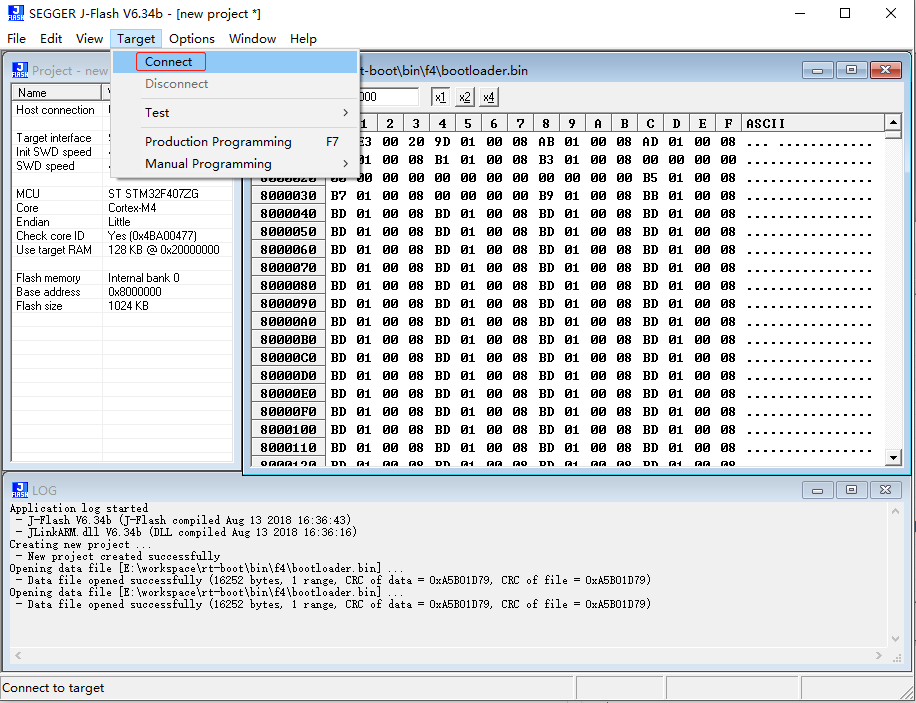 SEGGER J-Flash V6.34b - [new project *]
File Edit View Target Options Window Help
Project - new
Name
Host connection
Target interface
Init SWD speed
SWD speed
MCU ST STM32F407ZG
Core Cortex-M4
Endian Little
Check core ID Yes (0x4BA00477)
Use target RAM 128 KB @ 0x20000000
Flash memory Internal bank 0
Base address 0x8000000
Flash size 1024 KB
Connect
Disconnect
Test
Production Programming F7
Manual Programming
rt-boot\bin\f4\bootloader.bin
000 x1 x2 x4
1 2 3 4 5 6 7 8 9 A B C D E F ASCII
E3 00 20 9D 01 00 08 AB 01 00 08 AD 01 00 08 ... ............
01 00 08 B1 01 00 08 B3 01 00 08 00 00 00 00 ................
8000020 00 00 00 00 00 00 00 00 00 00 00 00 B5 01 00 08 ................
8000030 B7 01 00 08 00 00 00 00 B9 01 00 08 BB 01 00 08 ................
8000040 BD 01 00 08 BD 01 00 08 BD 01 00 08 BD 01 00 08 ................
8000050 BD 01 00 08 BD 01 00 08 BD 01 00 08 BD 01 00 08 ................
8000060 BD 01 00 08 BD 01 00 08 BD 01 00 08 BD 01 00 08 ................
8000070 BD 01 00 08 BD 01 00 08 BD 01 00 08 BD 01 00 08 ................
8000080 BD 01 00 08 BD 01 00 08 BD 01 00 08 BD 01 00 08 ................
8000090 BD 01 00 08 BD 01 00 08 BD 01 00 08 BD 01 00 08 ................
80000A0 BD 01 00 08 BD 01 00 08 BD 01 00 08 BD 01 00 08 ................
80000B0 BD 01 00 08 BD 01 00 08 BD 01 00 08 BD 01 00 08 ................
80000C0 BD 01 00 08 BD 01 00 08 BD 01 00 08 BD 01 00 08 ................
80000D0 BD 01 00 08 BD 01 00 08 BD 01 00 08 BD 01 00 08 ................
80000E0 BD 01 00 08 BD 01 00 08 BD 01 00 08 BD 01 00 08 ................
80000F0 BD 01 00 08 BD 01 00 08 BD 01 00 08 BD 01 00 08 ................
8000100 BD 01 00 08 BD 01 00 08 BD 01 00 08 BD 01 00 08 ................
8000110 BD 01 00 08 BD 01 00 08 BD 01 00 08 BD 01 00 08 ................
8000120 BD 01 00 08 BD 01 00 08 BD 01 00 08 BD 01 00 08
LOG
Application log started
- J-Flash V6.34b (J-Flash compiled Aug 13 2018 16:36:43)
- JLinkARM.dll V6.34b (DLL compiled Aug 13 2018 16:36:16)
Creating new project ...
- New project created successfully
Opening data file [E:\workspace\rt-boot\bin\f4\bootloader.bin] ...
- Data file opened successfully (16252 bytes, 1 range, CRC of data = 0xA5B01D79, CRC of file = 0xA5B01D79)
Opening data file [E:\workspace\rt-boot\bin\f4\bootloader.bin] ...
- Data file opened successfully (16252 bytes, 1 range, CRC of data = 0xA5B01D79, CRC of file = 0xA5B01D79)
Connect to target